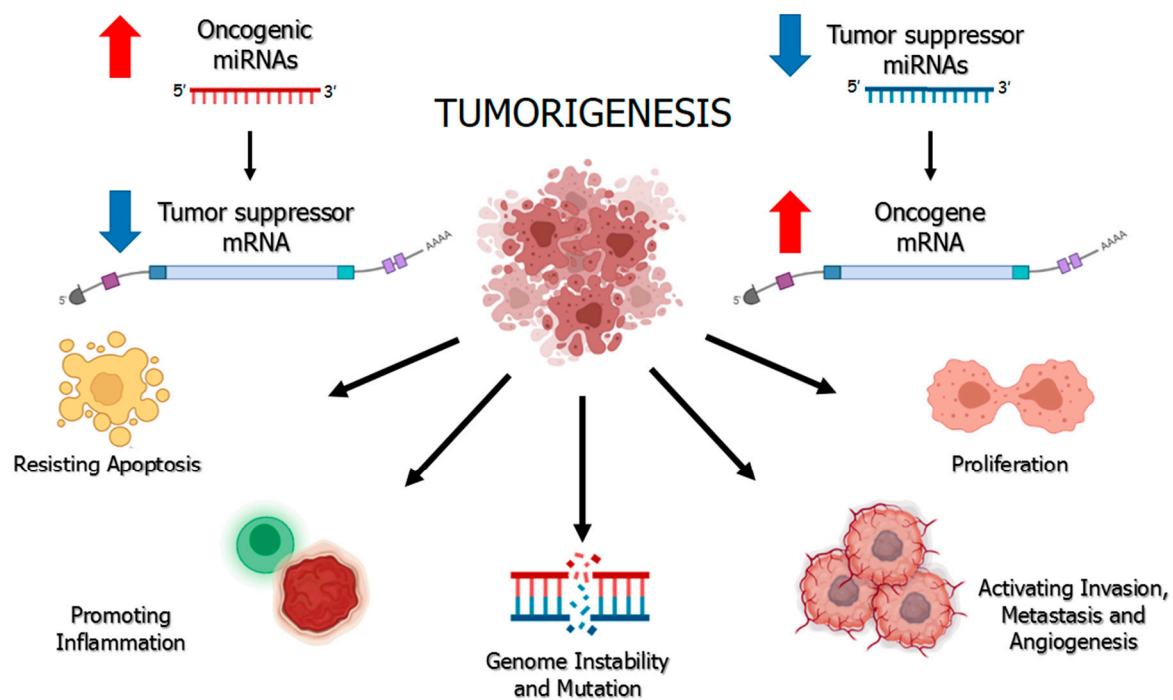 Oncogenic
miRNAs
5'
3'
Tumor suppressor
miRNAs
5'
3'
TUMORIGENESIS
Tumor suppressor
mRNA
5'
AAAA
Oncogene
mRNA
5'
AAAA
Resisting Apoptosis
Proliferation
Promoting
Inflammation
Genome Instability
and Mutation
Activating Invasion,
Metastasis and
Angiogenesis